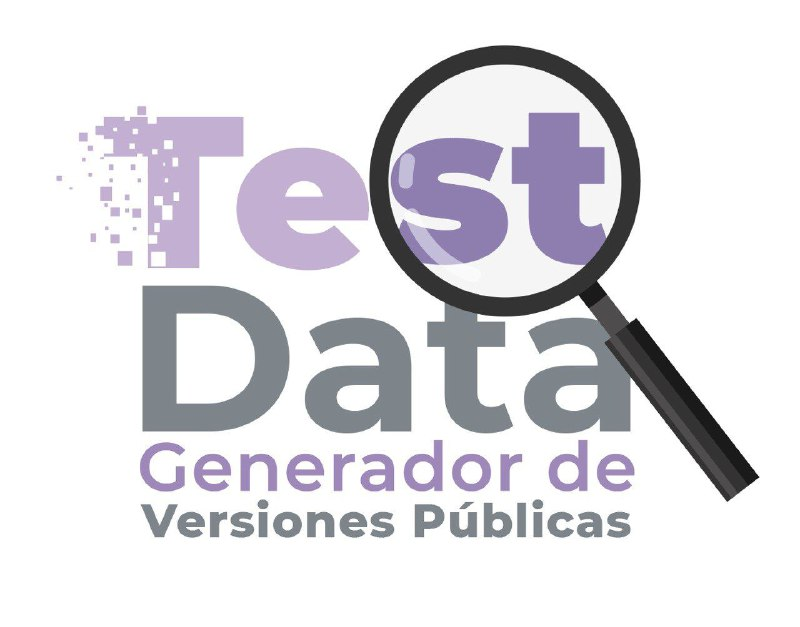 Test
Data
Generador de
Versiones Públicas